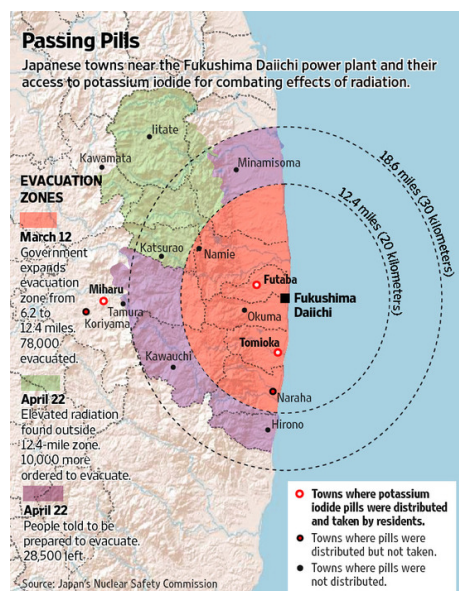 Passing Pills
Japanese towns near the Fukushima Daiichi power plant and their
access to potassium iodide for combating effects of radiation.
Iitate
Kawamata
Minamisoma
18.6 miles (30 kilometers)
12.4 miles (20 kilometers)
EVACUATION
ZONES
March 12
Government
expands
evacuation
zone from
6.2 to
12.4 miles.
78,000
evacuated.
April 22
Elevated radiation
found outside
12.4-mile zone.
10,000 more
ordered to evacuate.
April 22
People told to be
prepared to evacuate.
28,500 left.
Katsurao
Namie
Miharu
Tamura
Koriyama
Futaba
Fukushima
Daiichi
Okuma
Tomioka
Kawauchi
Naraha
Hirono
Towns where potassium
iodide pills were distributed
and taken by residents.
Towns where pills were
distributed but not taken.
Towns where pills were
not distributed.
Source: Japan's Nuclear Safety Commission